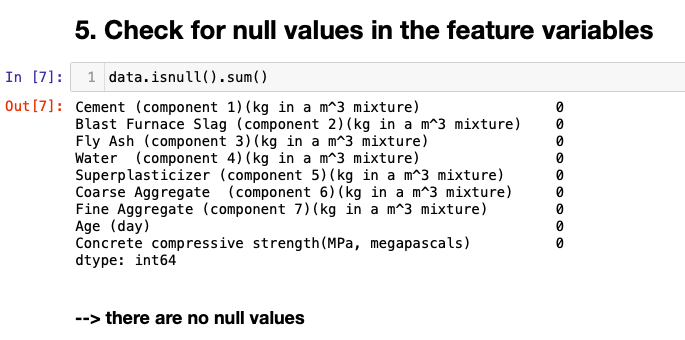 5. Check for null values in the feature variables
In [7]: 1 data.isnull().sum()
Out[7]: Cement (component 1)(kg in a m^3 mixture) 0
Blast Furnace Slag (component 2)(kg in a m^3 mixture) 0
Fly Ash (component 3)(kg in a m^3 mixture) 0
Water  (component 4)(kg in a m^3 mixture) 0
Superplasticizer (component 5)(kg in a m^3 mixture) 0
Coarse Aggregate  (component 6)(kg in a m^3 mixture) 0
Fine Aggregate (component 7)(kg in a m^3 mixture) 0
Age (day) 0
Concrete compressive strength(MPa, megapascals) 0
dtype: int64
--> there are no null values